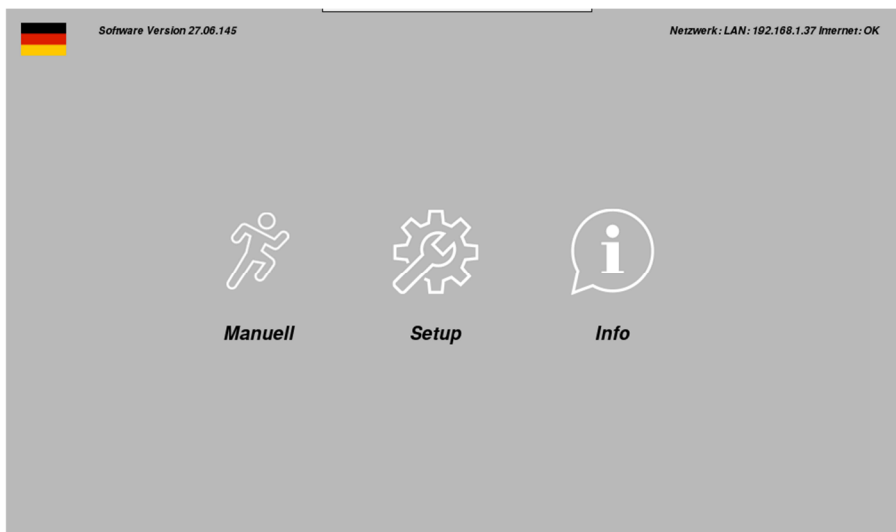 Software Version 27.06.145
Netzwerk: LAN: 192.168.1.37 Internet: OK
Manuell
Setup
Info